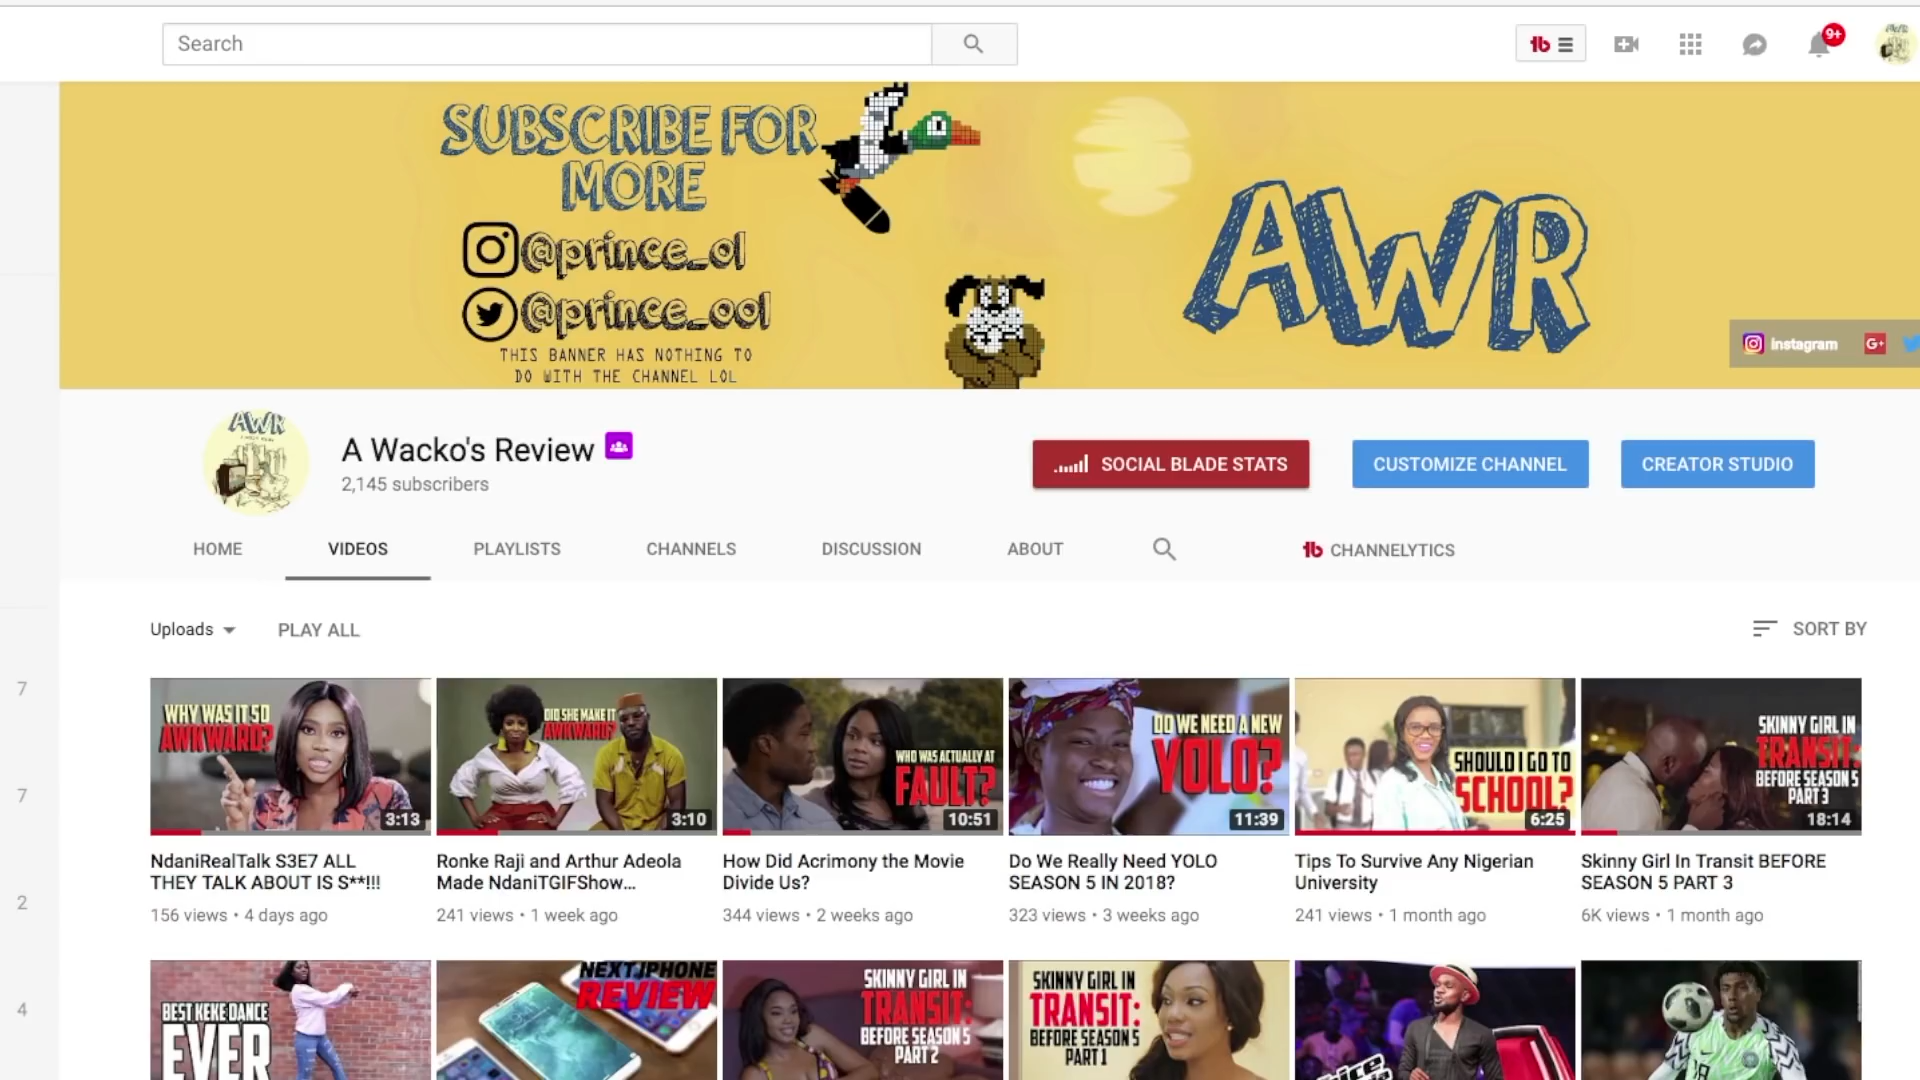 Search
9+
SUBSCRIBE FOR
MORE
@prince_ol
@prince_ool
THIS BANNER HAS NOTHING TO
DO WITH THE CHANNEL LOL
AWR
instagram
G+
AWR
A Wacko's Review
2,145 subscribers
SOCIAL BLADE STATS
CUSTOMIZE CHANNEL
CREATOR STUDIO
HOME
VIDEOS
PLAYLISTS
CHANNELS
DISCUSSION
ABOUT
CHANNELYTICS
Uploads
PLAY ALL
SORT BY
7
7
2
4
WHY WAS IT SO
AWKWARD?
3:13
DID SHE MAKE IT
AWKWARD?
3:10
WHO WAS ACTUALLY AT
FAULT?
10:51
DO WE NEED A NEW
YOLO?
11:39
SHOULD I GO TO
SCHOOL?
6:25
SKINNY GIRL IN
TRANSIT:
BEFORE SEASON 5
PART 3
18:14
NdaniRealTalk S3E7 ALL
THEY TALK ABOUT IS S**!!!
156 views • 4 days ago
Ronke Raji and Arthur Adeola
Made NdaniTGIFShow...
241 views • 1 week ago
How Did Acrimony the Movie
Divide Us?
344 views • 2 weeks ago
Do We Really Need YOLO
SEASON 5 IN 2018?
323 views • 3 weeks ago
Tips To Survive Any Nigerian
University
241 views • 1 month ago
Skinny Girl In Transit BEFORE
SEASON 5 PART 3
6K views • 1 month ago
BEST KEKE DANCE
EVER
NEXT IPHONE
REVIEW
SKINNY GIRL IN
TRANSIT:
BEFORE SEASON 5
PART 2
SKINNY GIRL IN
TRANSIT:
BEFORE SEASON 5
PART 1
18